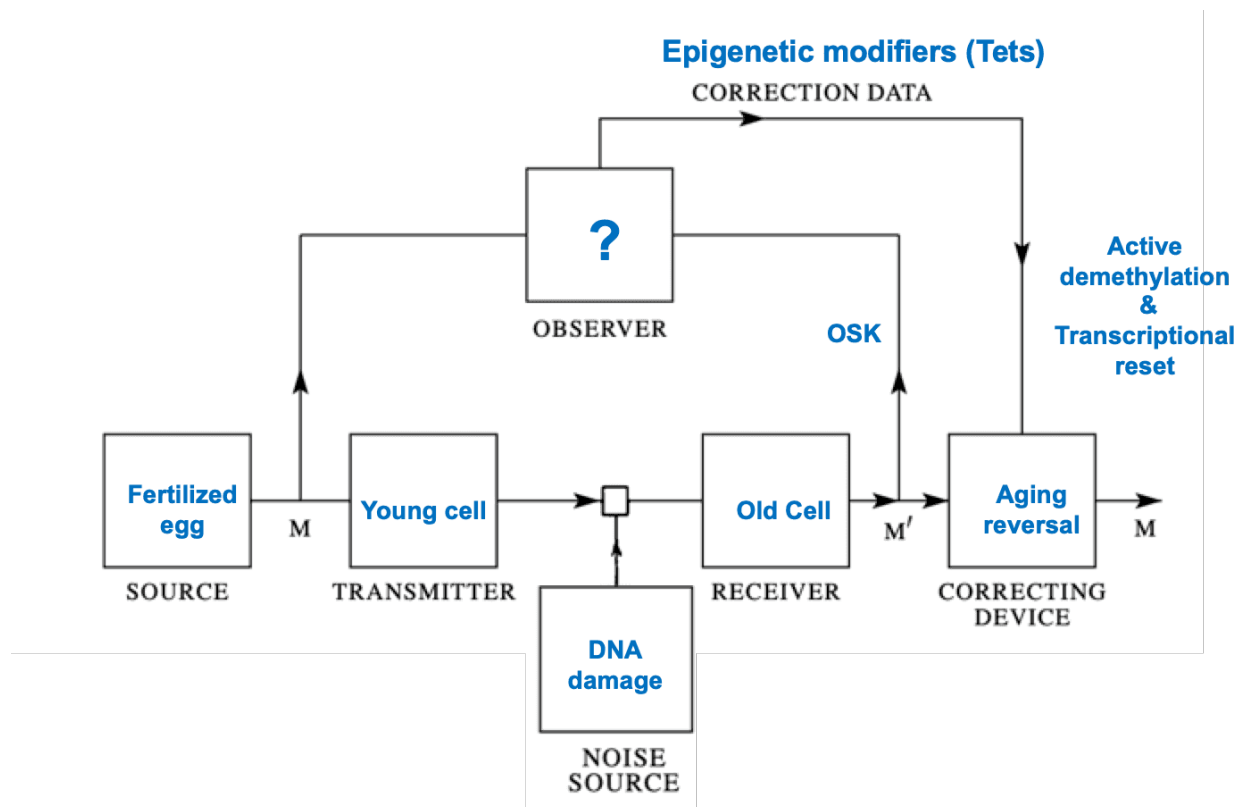 Epigenetic modifiers (Tets)
CORRECTION DATA
?
OBSERVER
OSK
Active
demethylation
&
Transcriptional
reset
Fertilized
egg
SOURCE
M
Young cell
TRANSMITTER
Old Cell
RECEIVER
M′
Aging
reversal
CORRECTING
DEVICE
M
DNA
damage
NOISE
SOURCE